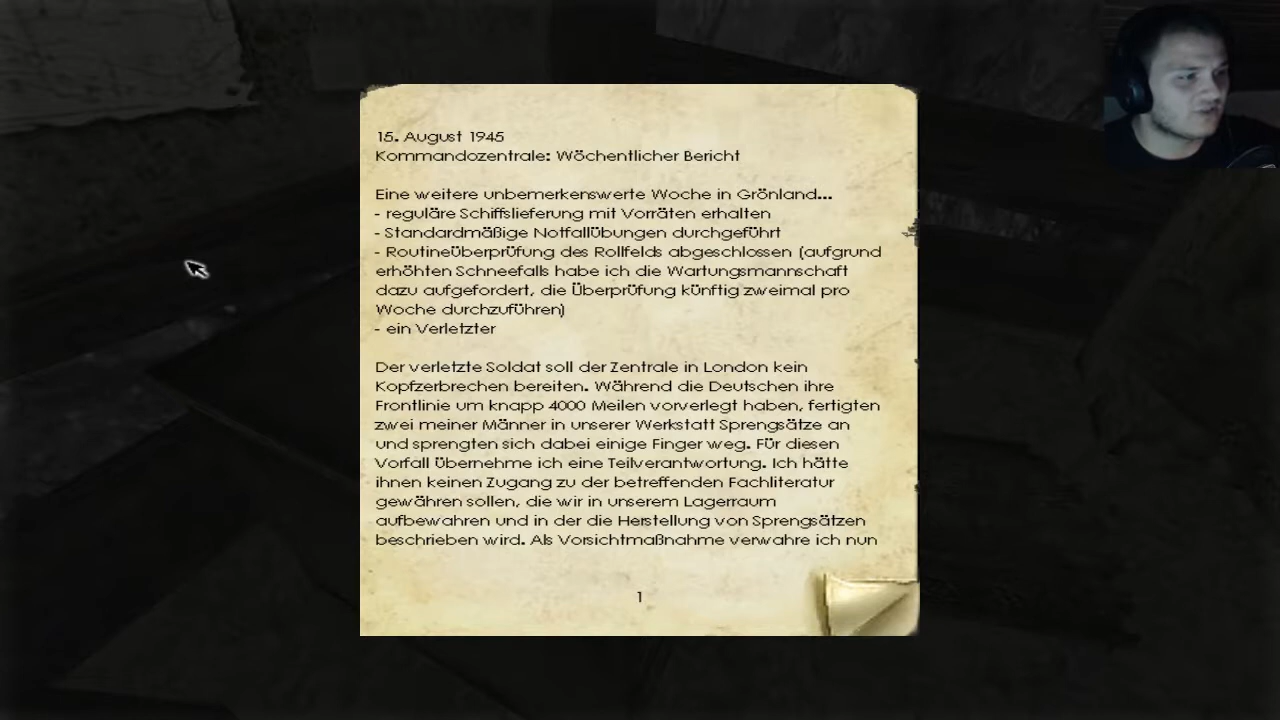 15. August 1945
Kommandozentrale: Wöchentlicher Bericht
Eine weitere unbemerkenswerte Woche in Grönland...
- reguläre Schiffslieferung mit Vorräten erhalten
- Standardmäßige Notfallübungen durchgeführt
- Routineüberprüfung des Rollfelds abgeschlossen (aufgrund
erhöhten Schneefalls habe ich die Wartungsmannschaft
dazu aufgefordert, die Überprüfung künftig zweimal pro
Woche durchzuführen)
- ein Verletzter
Der verletzte Soldat soll der Zentrale in London kein
Kopfzerbrechen bereiten. Während die Deutschen ihre
Frontlinie um knapp 4000 Meilen vorverlegt haben, fertigten
zwei meiner Männer in unserer Werkstatt Sprengsätze an
und sprengten sich dabei einige Finger weg. Für diesen
Vorfall übernehme ich eine Teilverantwortung. Ich hätte
ihnen keinen Zugang zu der betreffenden Fachliteratur
gewähren sollen, die wir in unserem Lagerraum
aufbewahren und in der die Herstellung von Sprengsätzen
beschrieben wird. Als Vorsichtmaßnahme verwahre ich nun
1